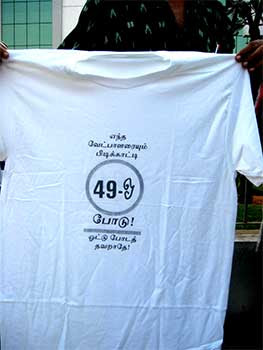 எந்த
வேட்பாளரையும்
பிடிக்காட்டி
49-ஓ
போடு!
ஓட்டு போடத்
தவறாதே!